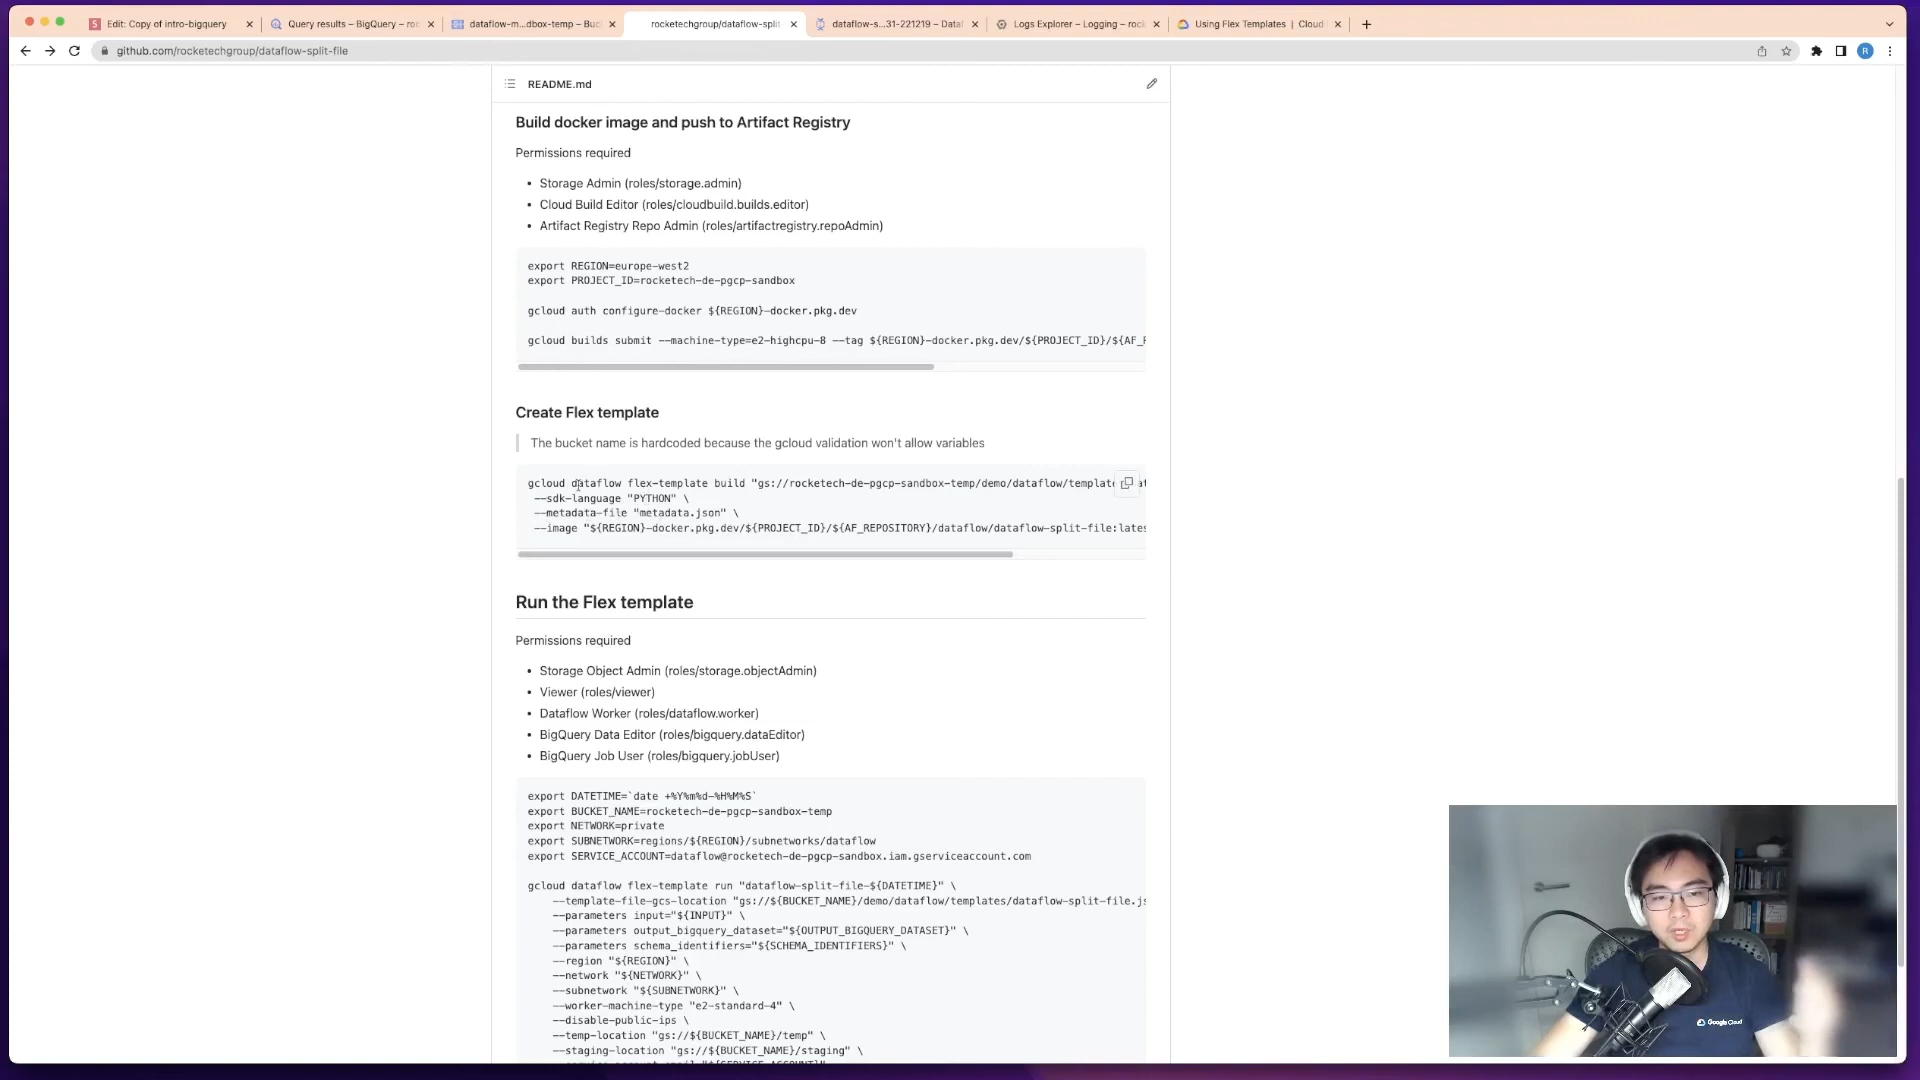 Edit: Copy of intro-bigquery
Query results – BigQuery – roc
dataflow-m...dbox-temp – Buc
rocketechgroup/dataflow-split
dataflow-s...31-221219 – Dataf
Logs Explorer – Logging – rock
Using Flex Templates | Cloud
github.com/rocketechgroup/dataflow-split-file
R
README.md
Build docker image and push to Artifact Registry
Permissions required
• Storage Admin (roles/storage.admin)
• Cloud Build Editor (roles/cloudbuild.builds.editor)
• Artifact Registry Repo Admin (roles/artifactregistry.repoAdmin)
export REGION=europe-west2
export PROJECT_ID=rocketech-de-pgcp-sandbox
gcloud auth configure-docker ${REGION}-docker.pkg.dev
gcloud builds submit --machine-type=e2-highcpu-8 --tag ${REGION}-docker.pkg.dev/${PROJECT_ID}/${AF_R
Create Flex template
The bucket name is hardcoded because the gcloud validation won't allow variables
gcloud dataflow flex-template build "gs://rocketech-de-pgcp-sandbox-temp/demo/dataflow/template
--sdk-language "PYTHON" \
--metadata-file "metadata.json" \
--image "${REGION}-docker.pkg.dev/${PROJECT_ID}/${AF_REPOSITORY}/dataflow/dataflow-split-file:lates
Run the Flex template
Permissions required
• Storage Object Admin (roles/storage.objectAdmin)
• Viewer (roles/viewer)
• Dataflow Worker (roles/dataflow.worker)
• BigQuery Data Editor (roles/bigquery.dataEditor)
• BigQuery Job User (roles/bigquery.jobUser)
export DATETIME=`date +%Y%m%d-%H%M%S`
export BUCKET_NAME=rocketech-de-pgcp-sandbox-temp
export NETWORK=private
export SUBNETWORK=regions/${REGION}/subnetworks/dataflow
export SERVICE_ACCOUNT=dataflow@rocketech-de-pgcp-sandbox.iam.gserviceaccount.com
gcloud dataflow flex-template run "dataflow-split-file-${DATETIME}" \
--template-file-gcs-location "gs://${BUCKET_NAME}/demo/dataflow/templates/dataflow-split-file.js
--parameters input="${INPUT}" \
--parameters output_bigquery_dataset="${OUTPUT_BIGQUERY_DATASET}" \
--parameters schema_identifiers="${SCHEMA_IDENTIFIERS}" \
--region "${REGION}" \
--network "${NETWORK}" \
--subnetwork "${SUBNETWORK}" \
--worker-machine-type "e2-standard-4" \
--disable-public-ips \
--temp-location "gs://${BUCKET_NAME}/temp" \
--staging-location "gs://${BUCKET_NAME}/staging" \
Google Cloud